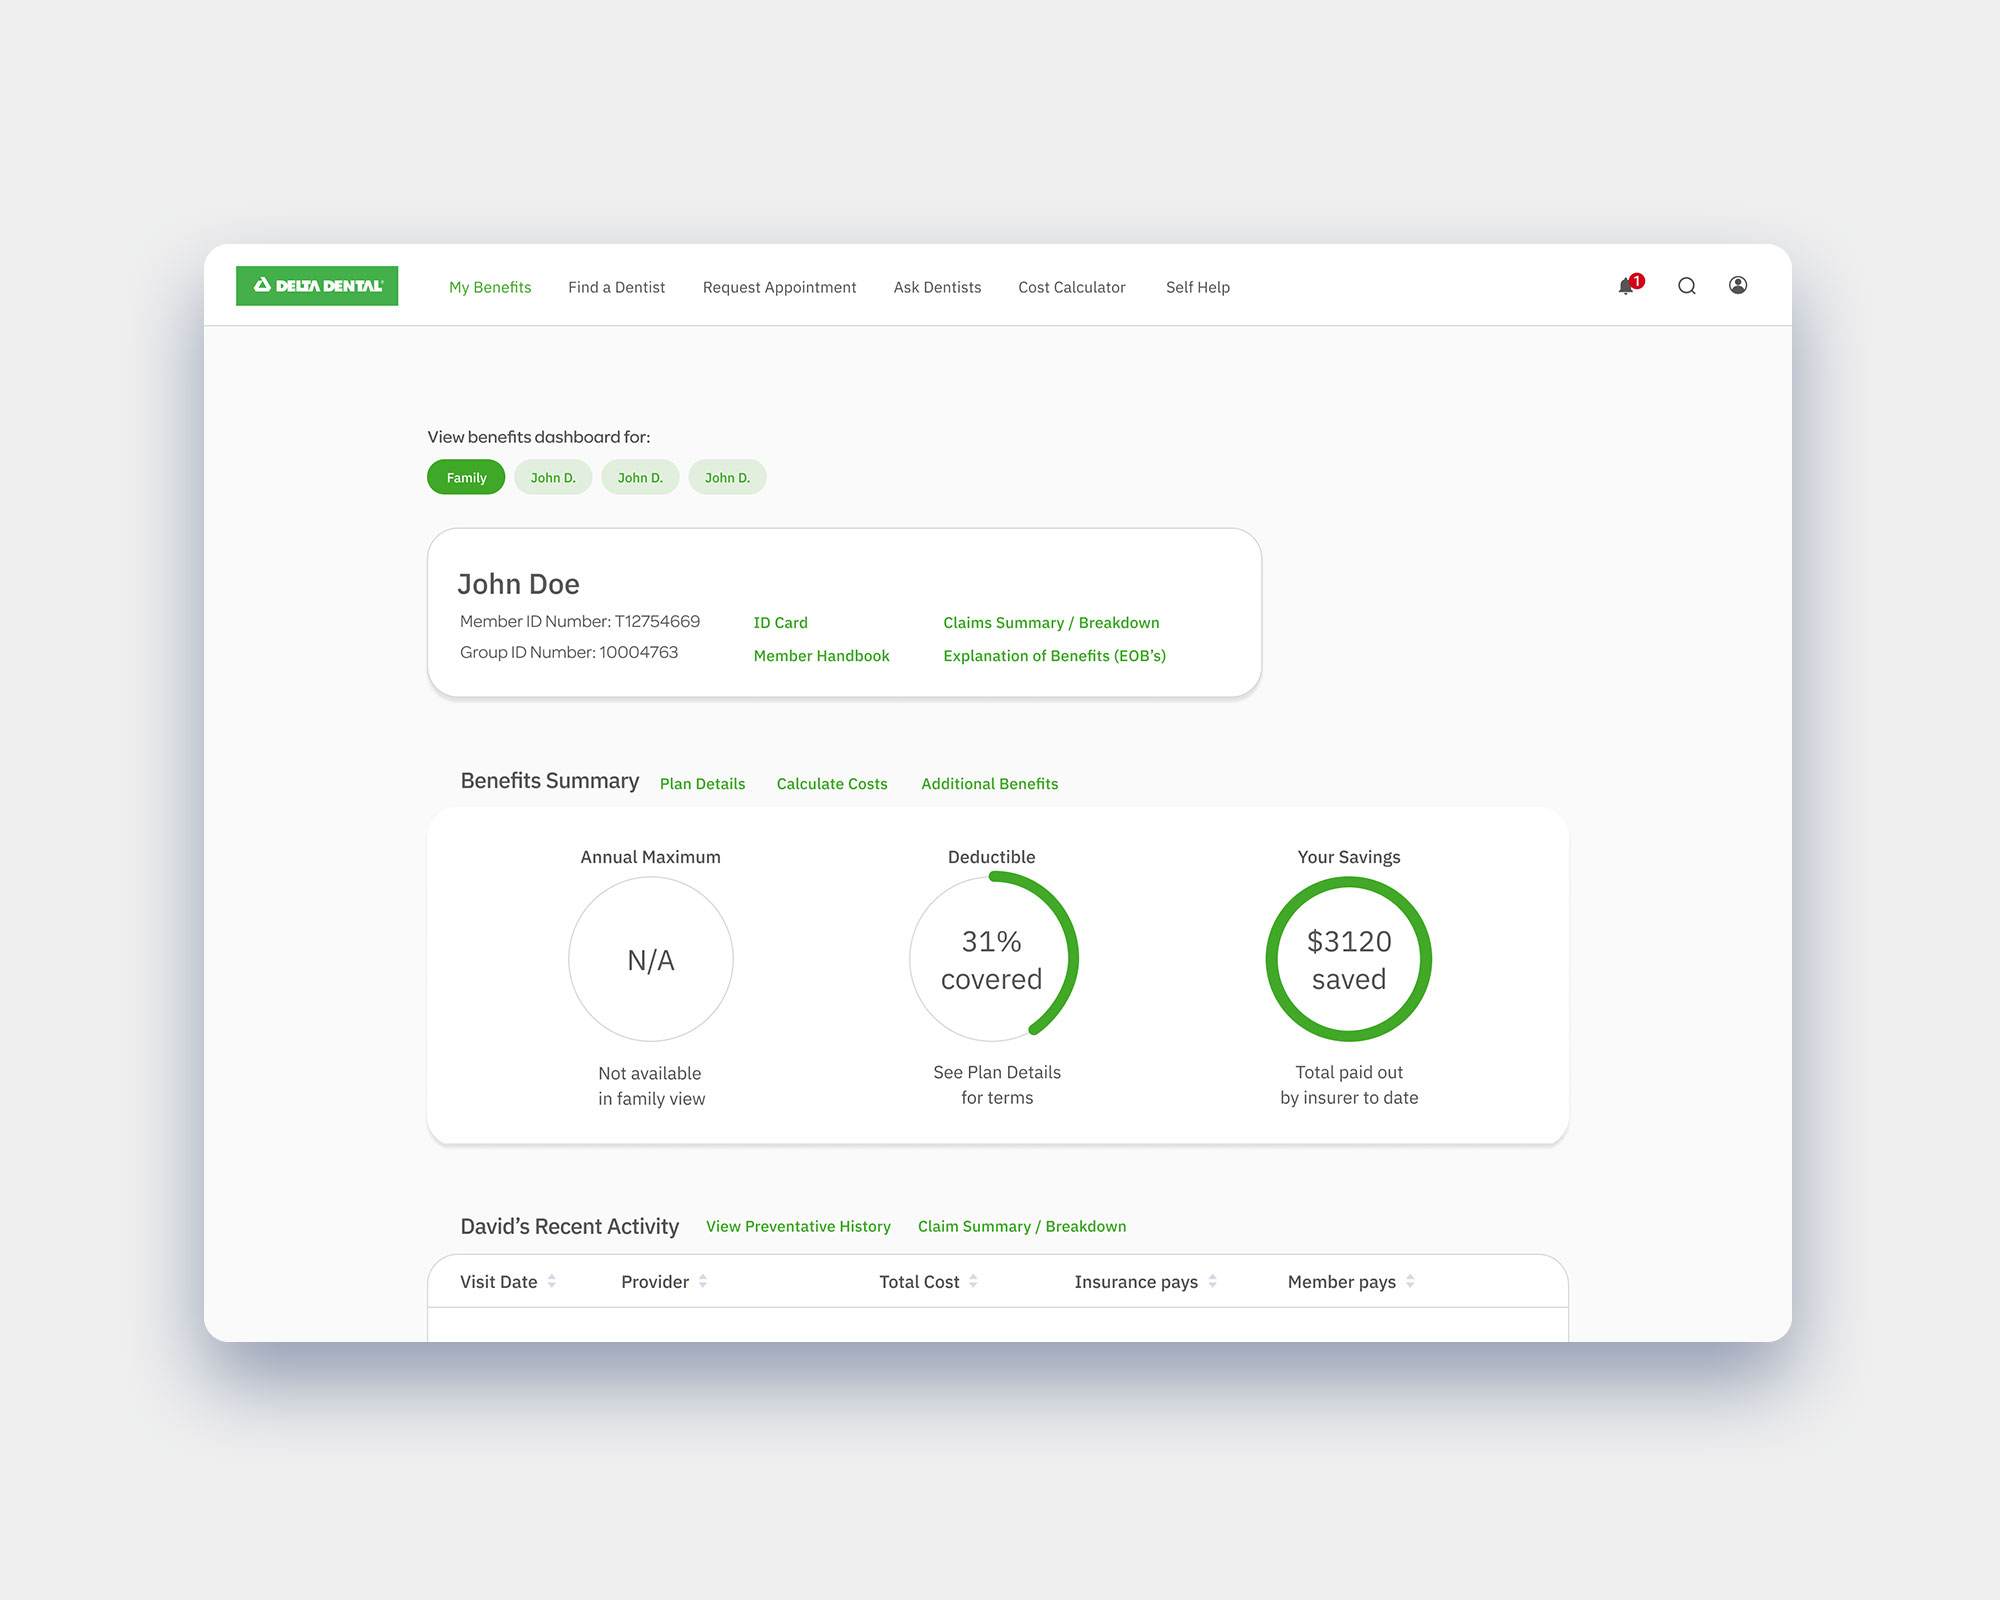 DELTA DENTAL
My Benefits Find a Dentist Request Appointment Ask Dentists Cost Calculator Self Help
1
View benefits dashboard for:
Family John D. John D. John D.
John Doe
Member ID Number: T12754669
Group ID Number: 10004763
ID Card
Member Handbook
Claims Summary / Breakdown
Explanation of Benefits (EOB’s)
Benefits Summary Plan Details Calculate Costs Additional Benefits
Annual Maximum
N/A
Not available
in family view
Deductible
31%
covered
See Plan Details
for terms
Your Savings
$3120
saved
Total paid out
by insurer to date
David’s Recent Activity View Preventative History Claim Summary / Breakdown
Visit Date Provider Total Cost Insurance pays Member pays